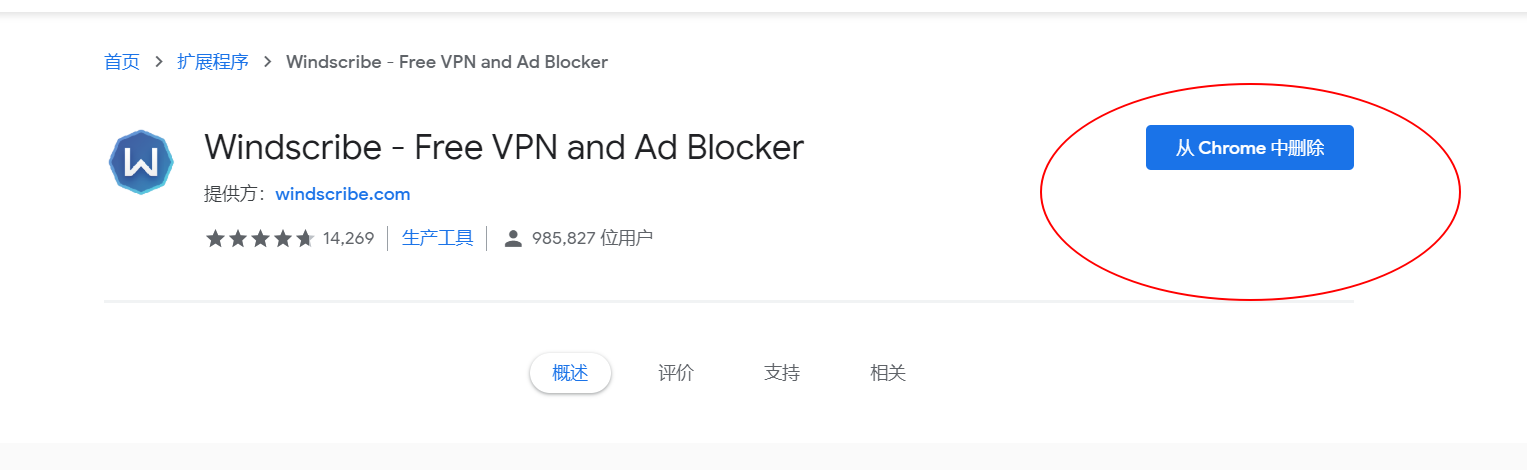 首页 > 扩展程序 > Windscribe - Free VPN and Ad Blocker
W
Windscribe - Free VPN and Ad Blocker
从 Chrome 中删除
提供方：windscribe.com
14,269 生产工具 985,827 位用户
概述 评价 支持 相关